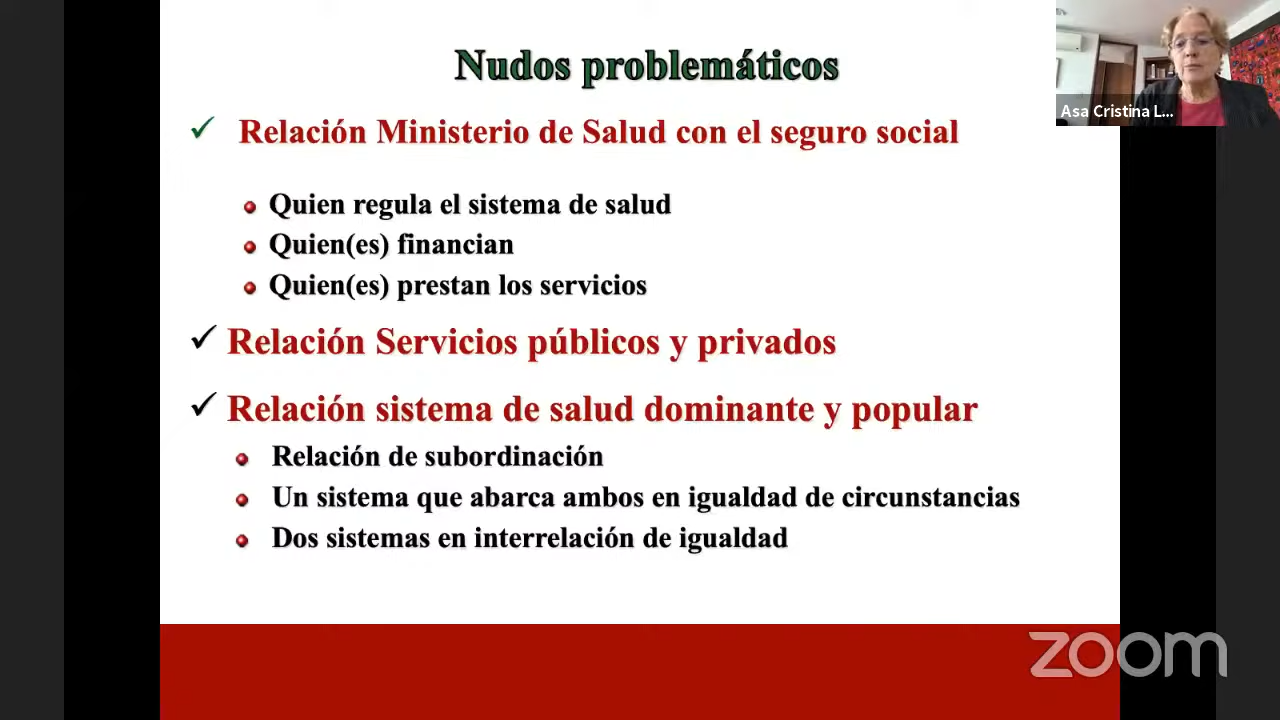 Nudos problemáticos
Asa Cristina L...
✓ Relación Ministerio de Salud con el seguro social
Quien regula el sistema de salud
Quien(es) financian
Quien(es) prestan los servicios
✓ Relación Servicios públicos y privados
✓ Relación sistema de salud dominante y popular
Relación de subordinación
Un sistema que abarca ambos en igualdad de circunstancias
Dos sistemas en interrelación de igualdad
zoom